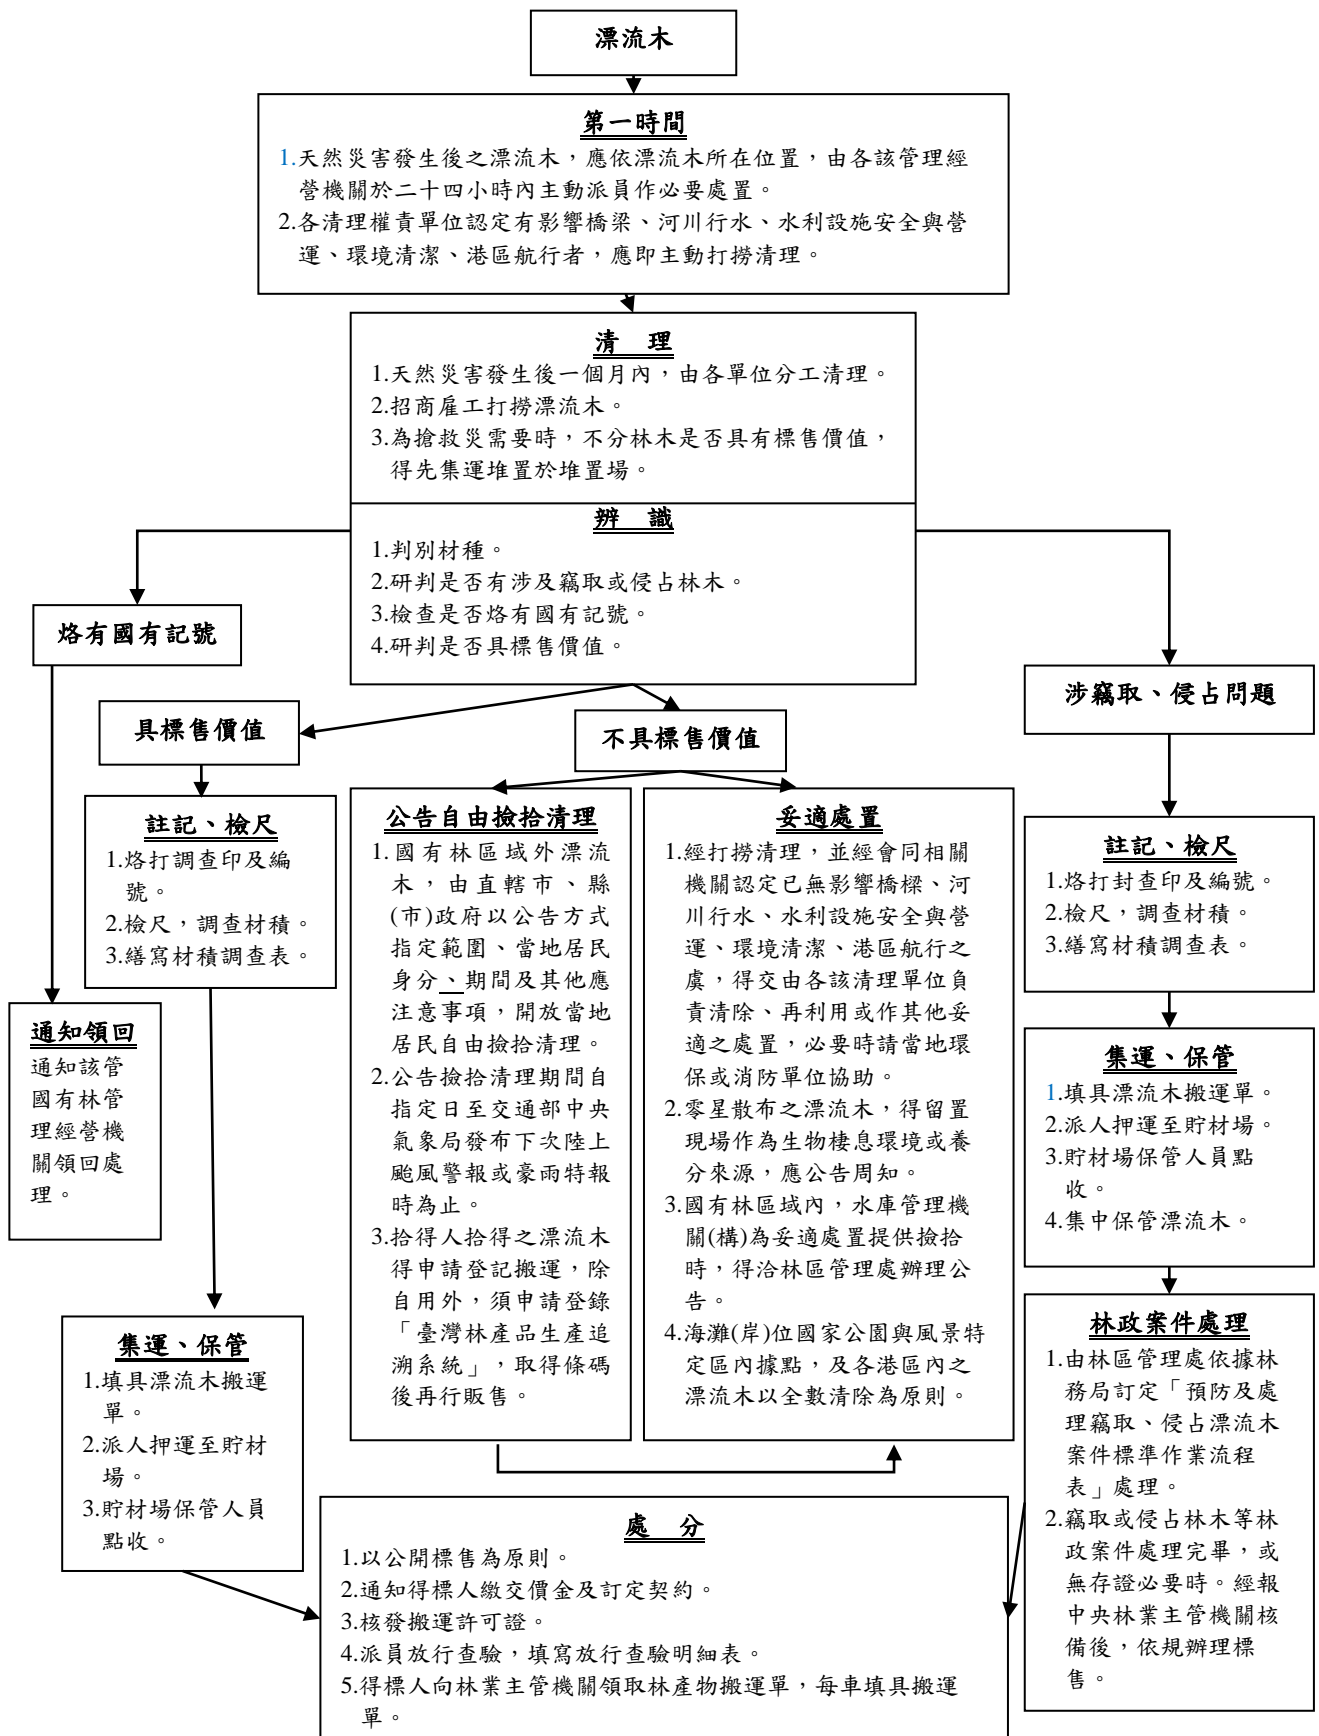 漂流木
第一時間
1.天然災害發生後之漂流木，應依漂流木所在位置，由各該管理經
營機關於二十四小時內主動派員作必要處置。
2.各清理權責單位認定有影響橋梁、河川行水、水利設施安全與營
運、環境清潔、港區航行者，應即主動打撈清理。
清 理
1.天然災害發生後一個月內，由各單位分工清理。
2.招商雇工打撈漂流木。
3.為搶救災需要時，不分林木是否具有標售價值，
得先集運堆置於堆置場。
辨 識
1.判別材種。
2.研判是否有涉及竊取或侵占林木。
3.檢查是否烙有國有記號。
4.研判是否具標售價值。
烙有國有記號
涉竊取、侵占問題
具標售價值
不具標售價值
註記、檢尺
1.烙打調查印及編
號。
2.檢尺，調查材積。
3.繕寫材積調查表。
公告自由撿拾清理
1.國有林區域外漂流
木，由直轄市、縣
(市)政府以公告方式
指定範圍、當地居民
身分、期間及其他應
注意事項，開放當地
居民自由撿拾清理。
2.公告撿拾清理期間自
指定日至交通部中央
氣象局發布下次陸上
颱風警報或豪雨特報
時為止。
3.拾得人拾得之漂流木
得申請登記搬運，除
自用外，須申請登錄
「臺灣林產品生產追
溯系統」，取得條碼
後再行販售。
妥適處置
1.經打撈清理，並經會同相關
機關認定已無影響橋樑、河
川行水、水利設施安全與營
運、環境清潔、港區航行之
虞，得交由各該清理單位負
責清除、再利用或作其他妥
適之處置，必要時請當地環
保或消防單位協助。
2.零星散布之漂流木，得留置
現場作為生物棲息環境或養
分來源，應公告周知。
3.國有林區域內，水庫管理機
關(構)為妥適處置提供撿拾
時，得洽林區管理處辦理公
告。
4.海灘(岸)位國家公園與風景特
定區內據點，及各港區內之
漂流木以全數清除為原則。
註記、檢尺
1.烙打封查印及編號。
2.檢尺，調查材積。
3.繕寫材積調查表。
通知領回
通知該管
國有林管
理經營機
關領回處
理。
集運、保管
1.填具漂流木搬運單。
2.派人押運至貯材場。
3.貯材場保管人員點
收。
4.集中保管漂流木。
集運、保管
1.填具漂流木搬運
單。
2.派人押運至貯材
場。
3.貯材場保管人員
點收。
林政案件處理
1.由林區管理處依據林
務局訂定「預防及處
理竊取、侵占漂流木
案件標準作業流程
表」處理。
2.竊取或侵占林木等林
政案件處理完畢，或
無存證必要時。經報
中央林業主管機關核
備後，依規辦理標
售。
處 分
1.以公開標售為原則。
2.通知得標人繳交價金及訂定契約。
3.核發搬運許可證。
4.派員放行查驗，填寫放行查驗明細表。
5.得標人向林業主管機關領取林產物搬運單，每車填具搬運
單。